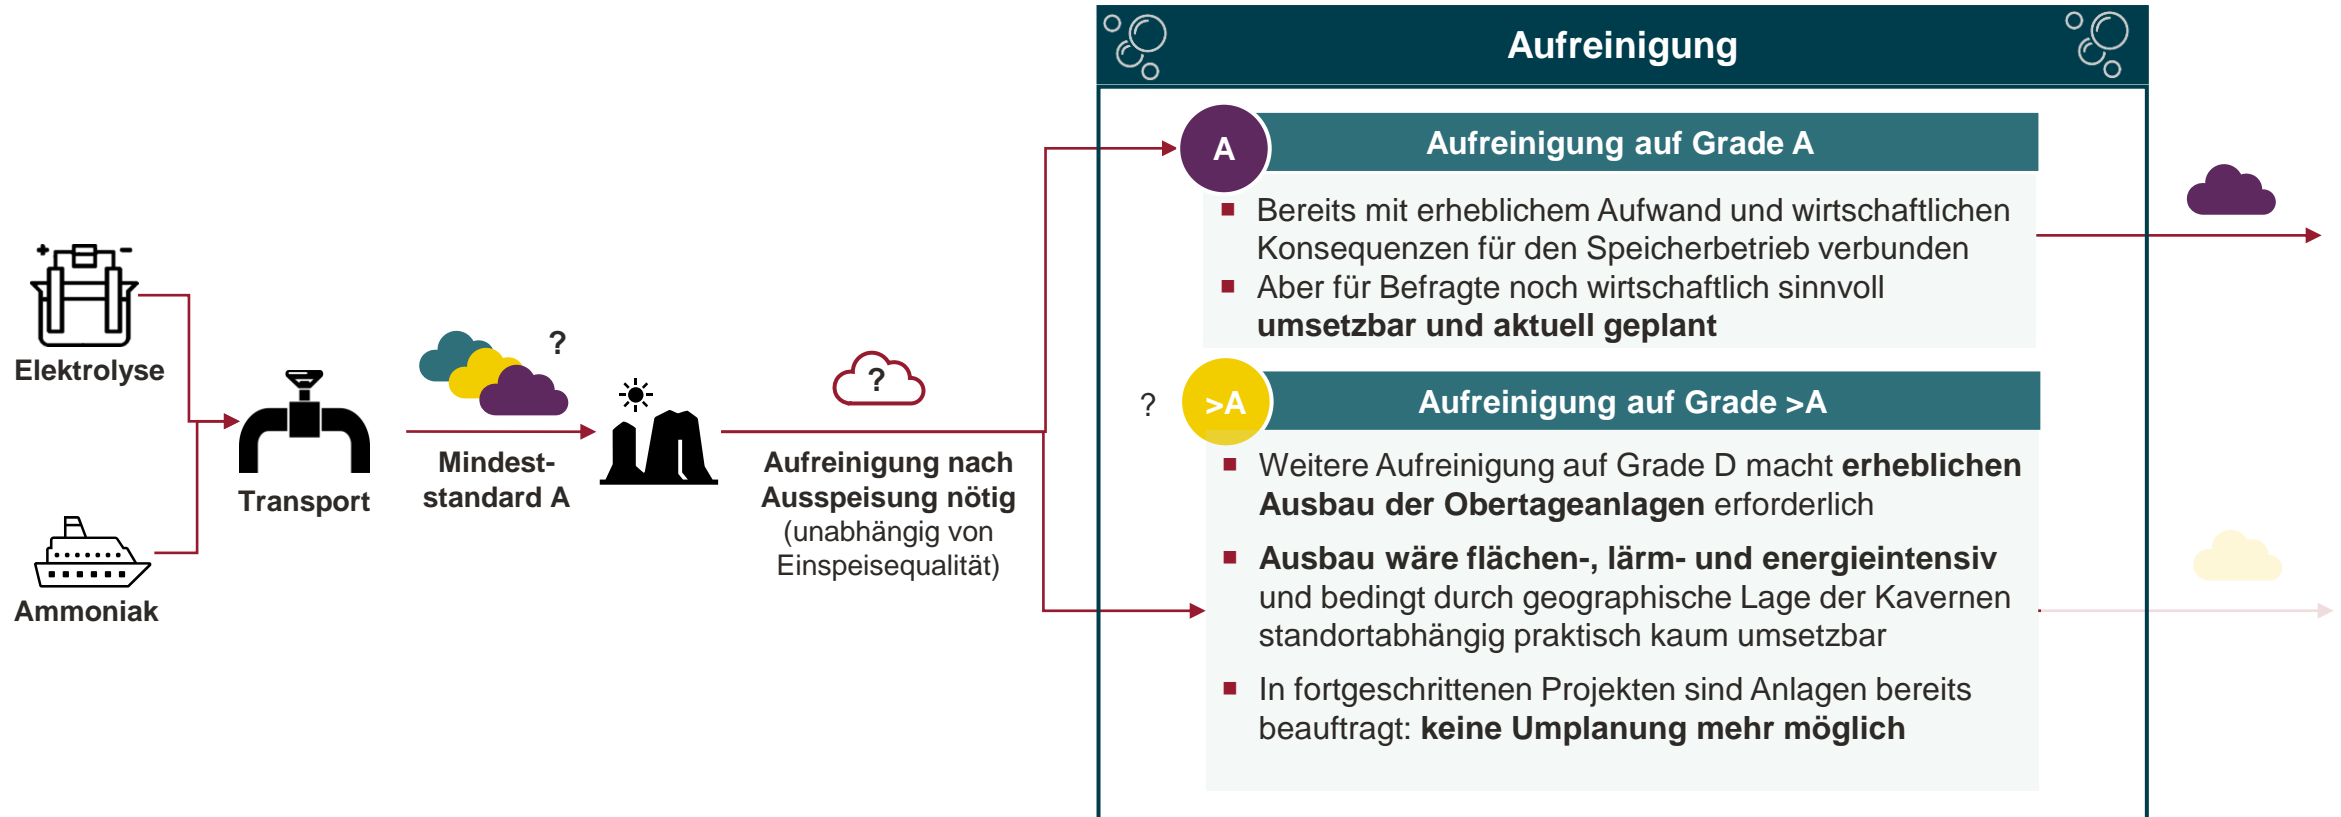 Aufreinigung
Elektrolyse
Ammoniak
Transport
?
Mindest-
standard A
?
Aufreinigung nach
Ausspeisung nötig
(unabhängig von
Einspeisequalität)
A
Aufreinigung auf Grade A
Bereits mit erheblichem Aufwand und wirtschaftlichen
Konsequenzen für den Speicherbetrieb verbunden
Aber für Befragte noch wirtschaftlich sinnvoll
umsetzbar und aktuell geplant
?
>A
Aufreinigung auf Grade >A
Weitere Aufreinigung auf Grade D macht erheblichen
Ausbau der Obertageanlagen erforderlich
Ausbau wäre flächen-, lärm- und energieintensiv
und bedingt durch geographische Lage der Kavernen
standortabhängig praktisch kaum umsetzbar
In fortgeschrittenen Projekten sind Anlagen bereits
beauftragt: keine Umplanung mehr möglich